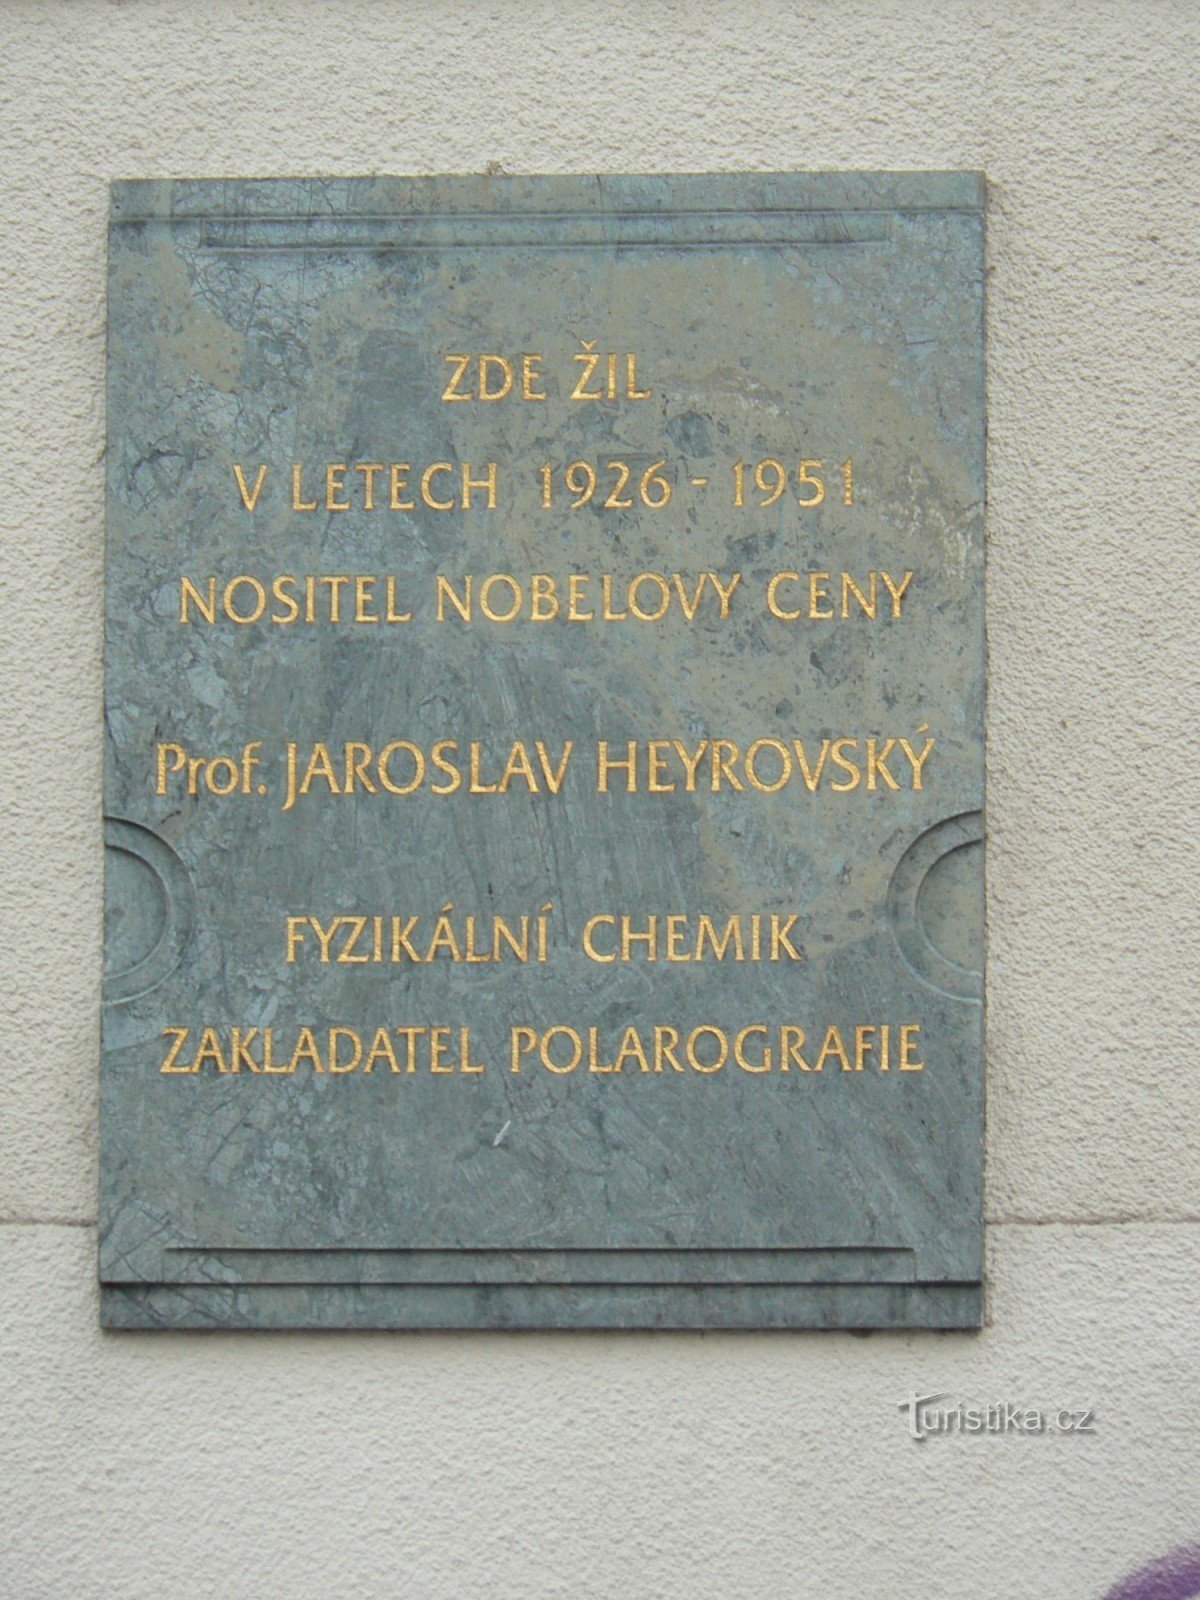 ZDE ŽIL
V LETECH 1926 - 1951
NOSITEL NOBELOVY CENY
Prof. JAROSLAV HEYROVSKÝ
FYZIKÁLNÍ CHEMIK
ZAKLADATEL POLAROGRAFIE
Turistika.cz